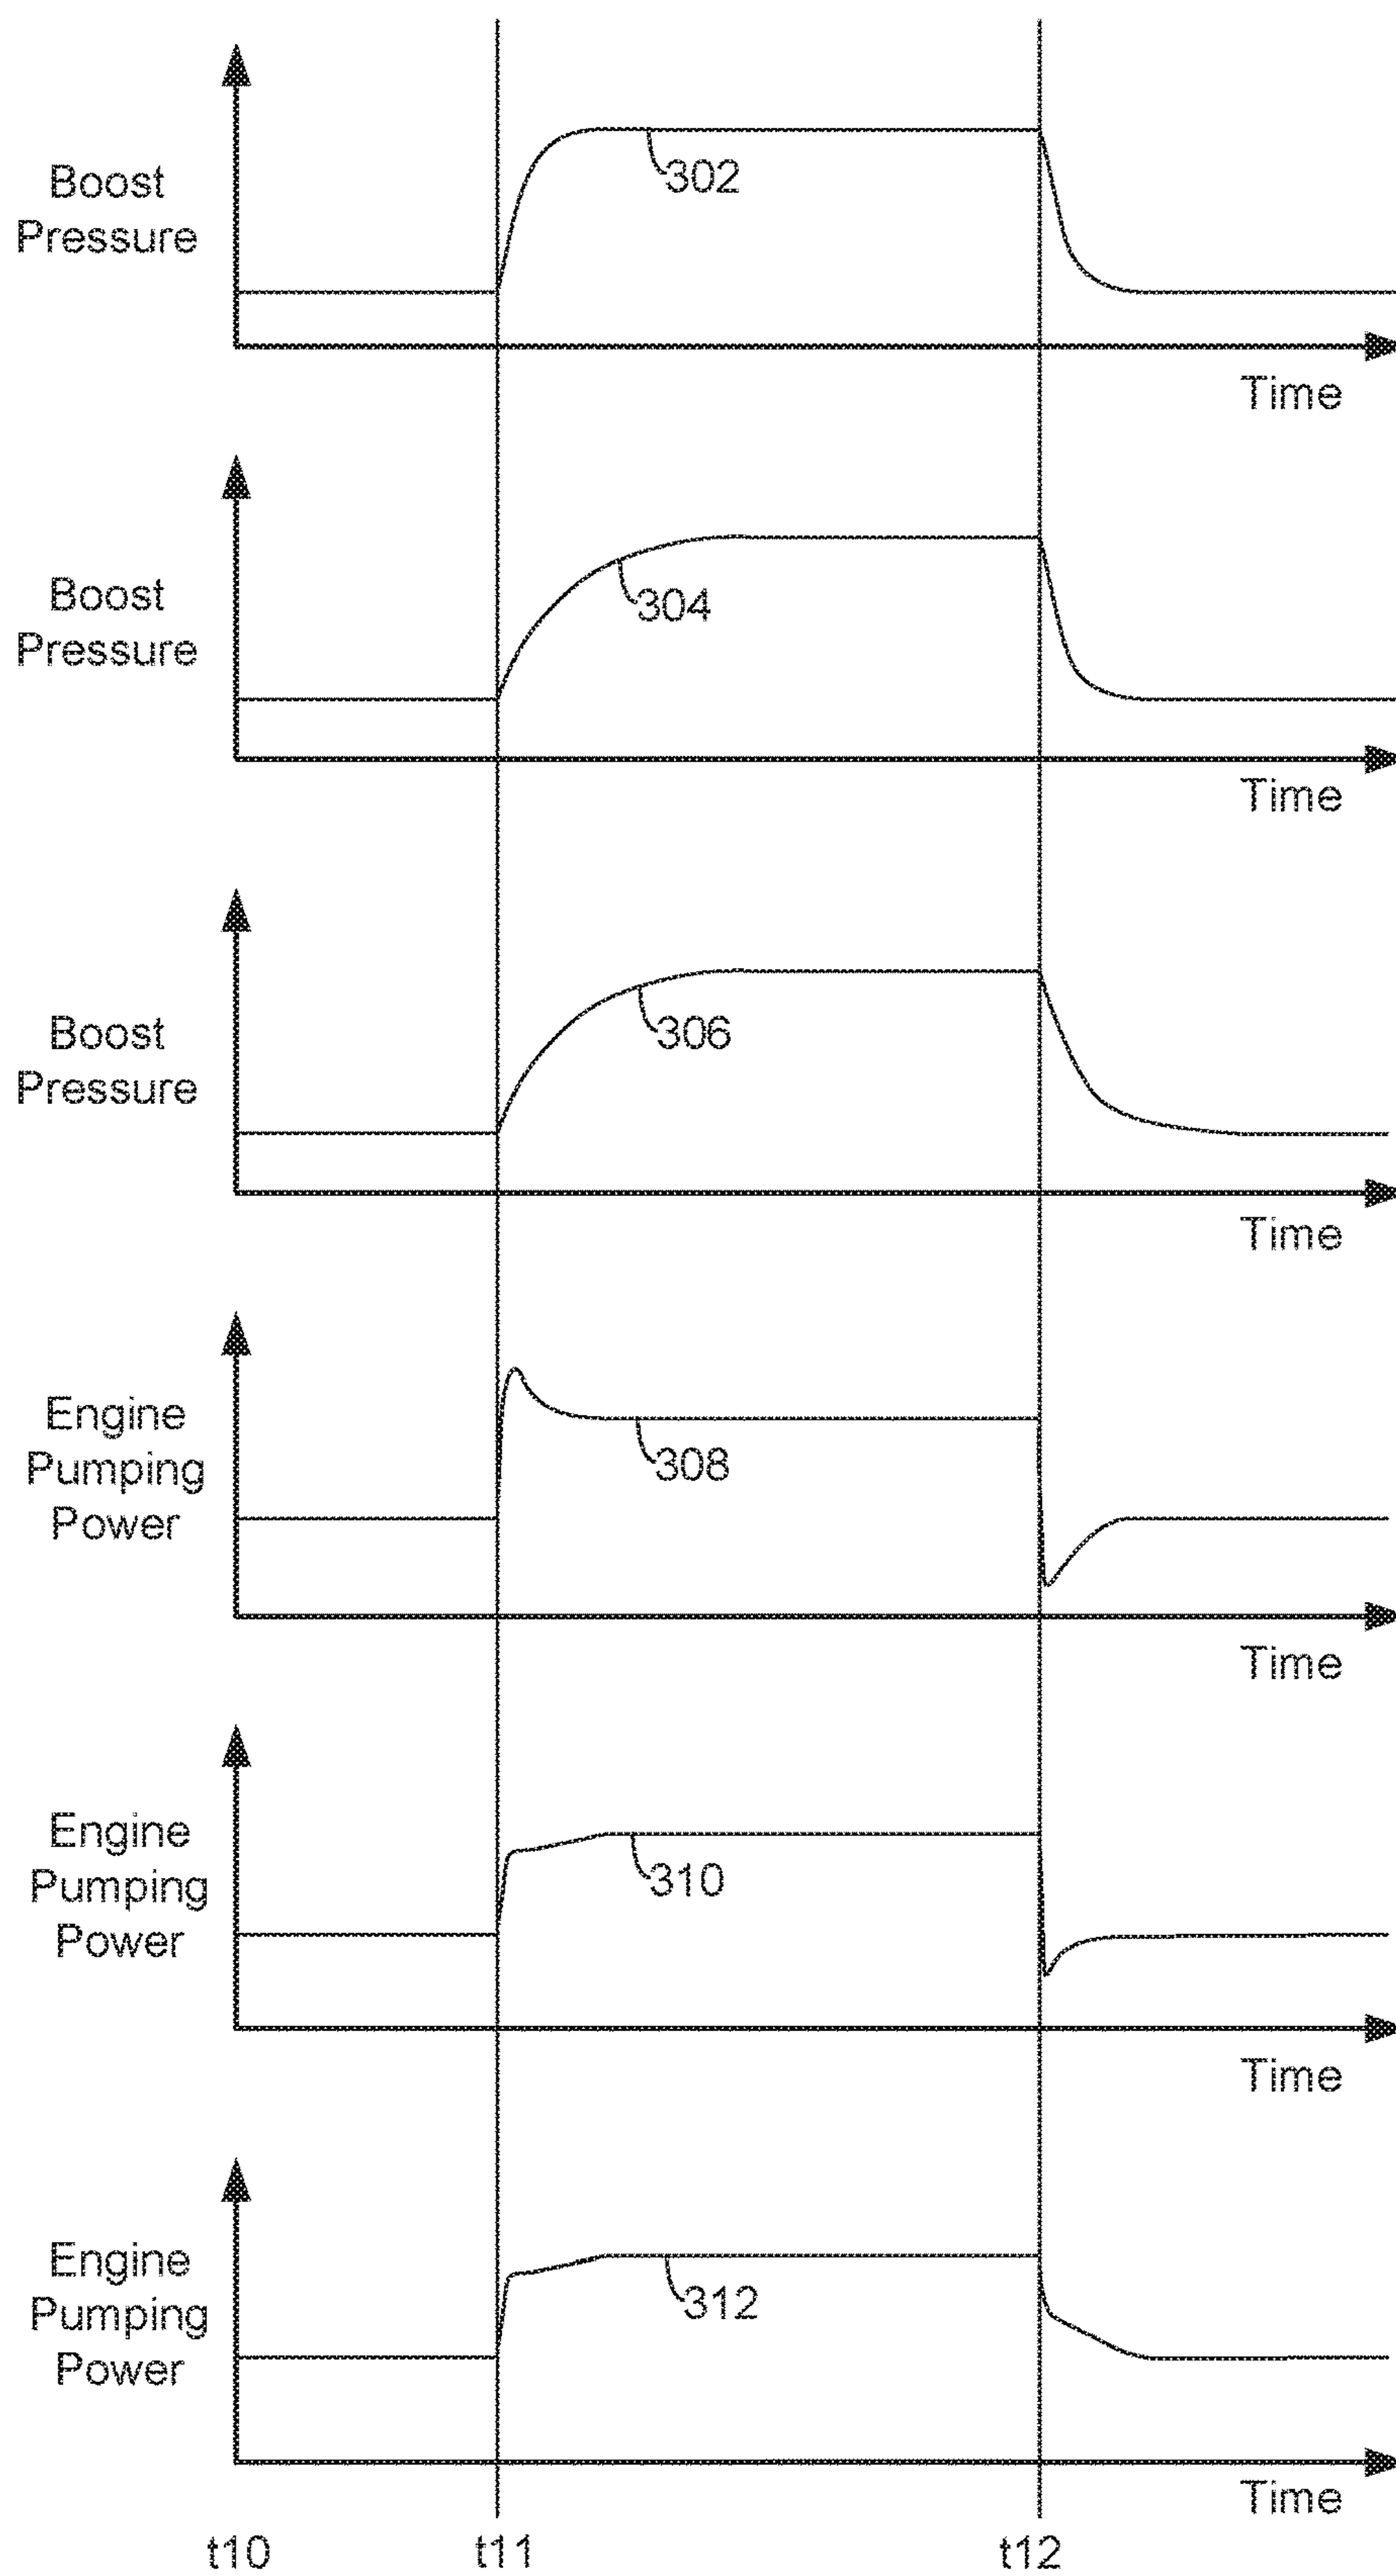 Boost
Pressure
302
Time
Boost
Pressure
304
Time
Boost
Pressure
306
Time
Engine
Pumping
Power
308
Time
Engine
Pumping
Power
310
Time
Engine
Pumping
Power
312
Time
t10 t11 t12